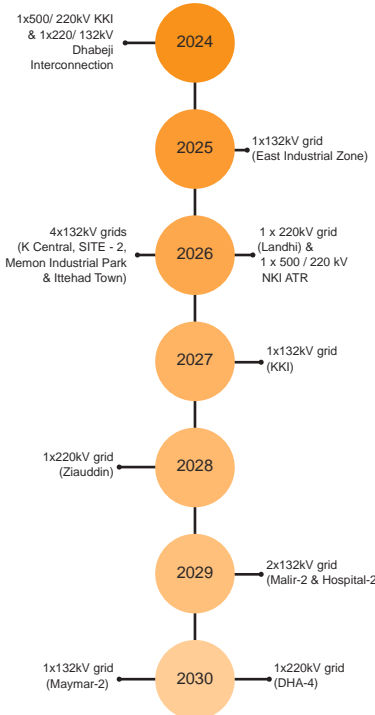 1x500/ 220kV KKI
& 1x220/ 132kV
Dhabeji
Interconnection
2024
2025
1x132kV grid
(East Industrial Zone)
4x132kV grids
(K Central, SITE - 2,
Memon Industrial Park
& Ittehad Town)
2026
1 x 220kV grid
(Landhi) &
1 x 500 / 220 kV
NKI ATR
2027
1x132kV grid
(KKI)
1x220kV grid
(Ziauddin)
2028
2029
2x132kV grid
(Malir-2 & Hospital-2
1x132kV grid
(Maymar-2)
2030
1x220kV grid
(DHA-4)